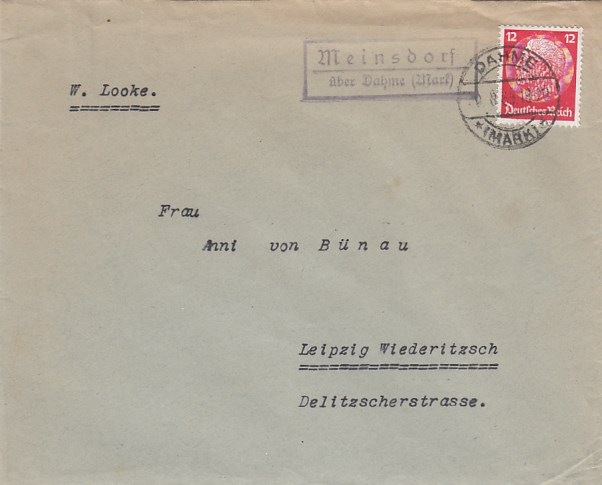 Meinsdorf
über Dahme (Mark)
12 12
Deutsches Reich
DAHME
(MARK)
W. Looke.
Frau
Anni von Bünau
Leipzig Wiederitzsch
Delitzscherstrasse.